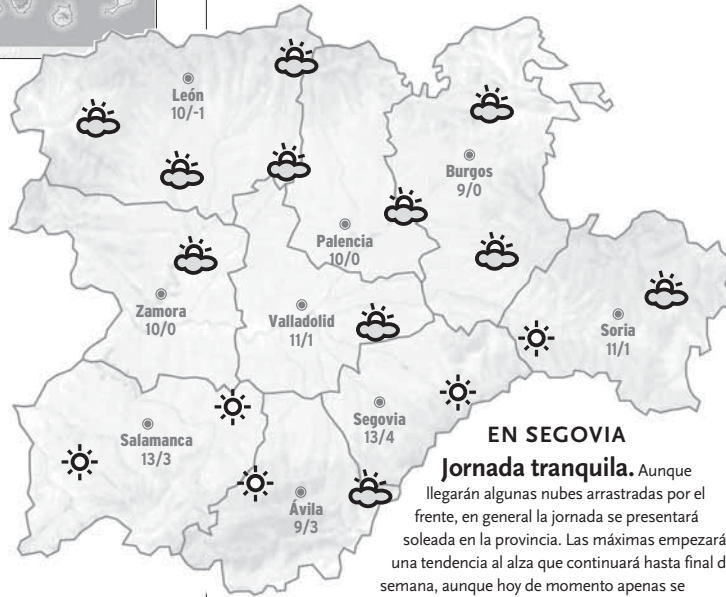 León
10/-1
Burgos
9/0
Palencia
10/0
Zamora
10/0
Valladolid
11/1
Soria
11/1
Segovia
13/4
Salamanca
13/3
Ávila
9/3
EN SEGOVIA
Jornada tranquila. Aunque
llegarán algunas nubes arrastradas por el
frente, en general la jornada se presentará
soleada en la provincia. Las máximas empezará
una tendencia al alza que continuará hasta final d
semana, aunque hoy de momento apenas se